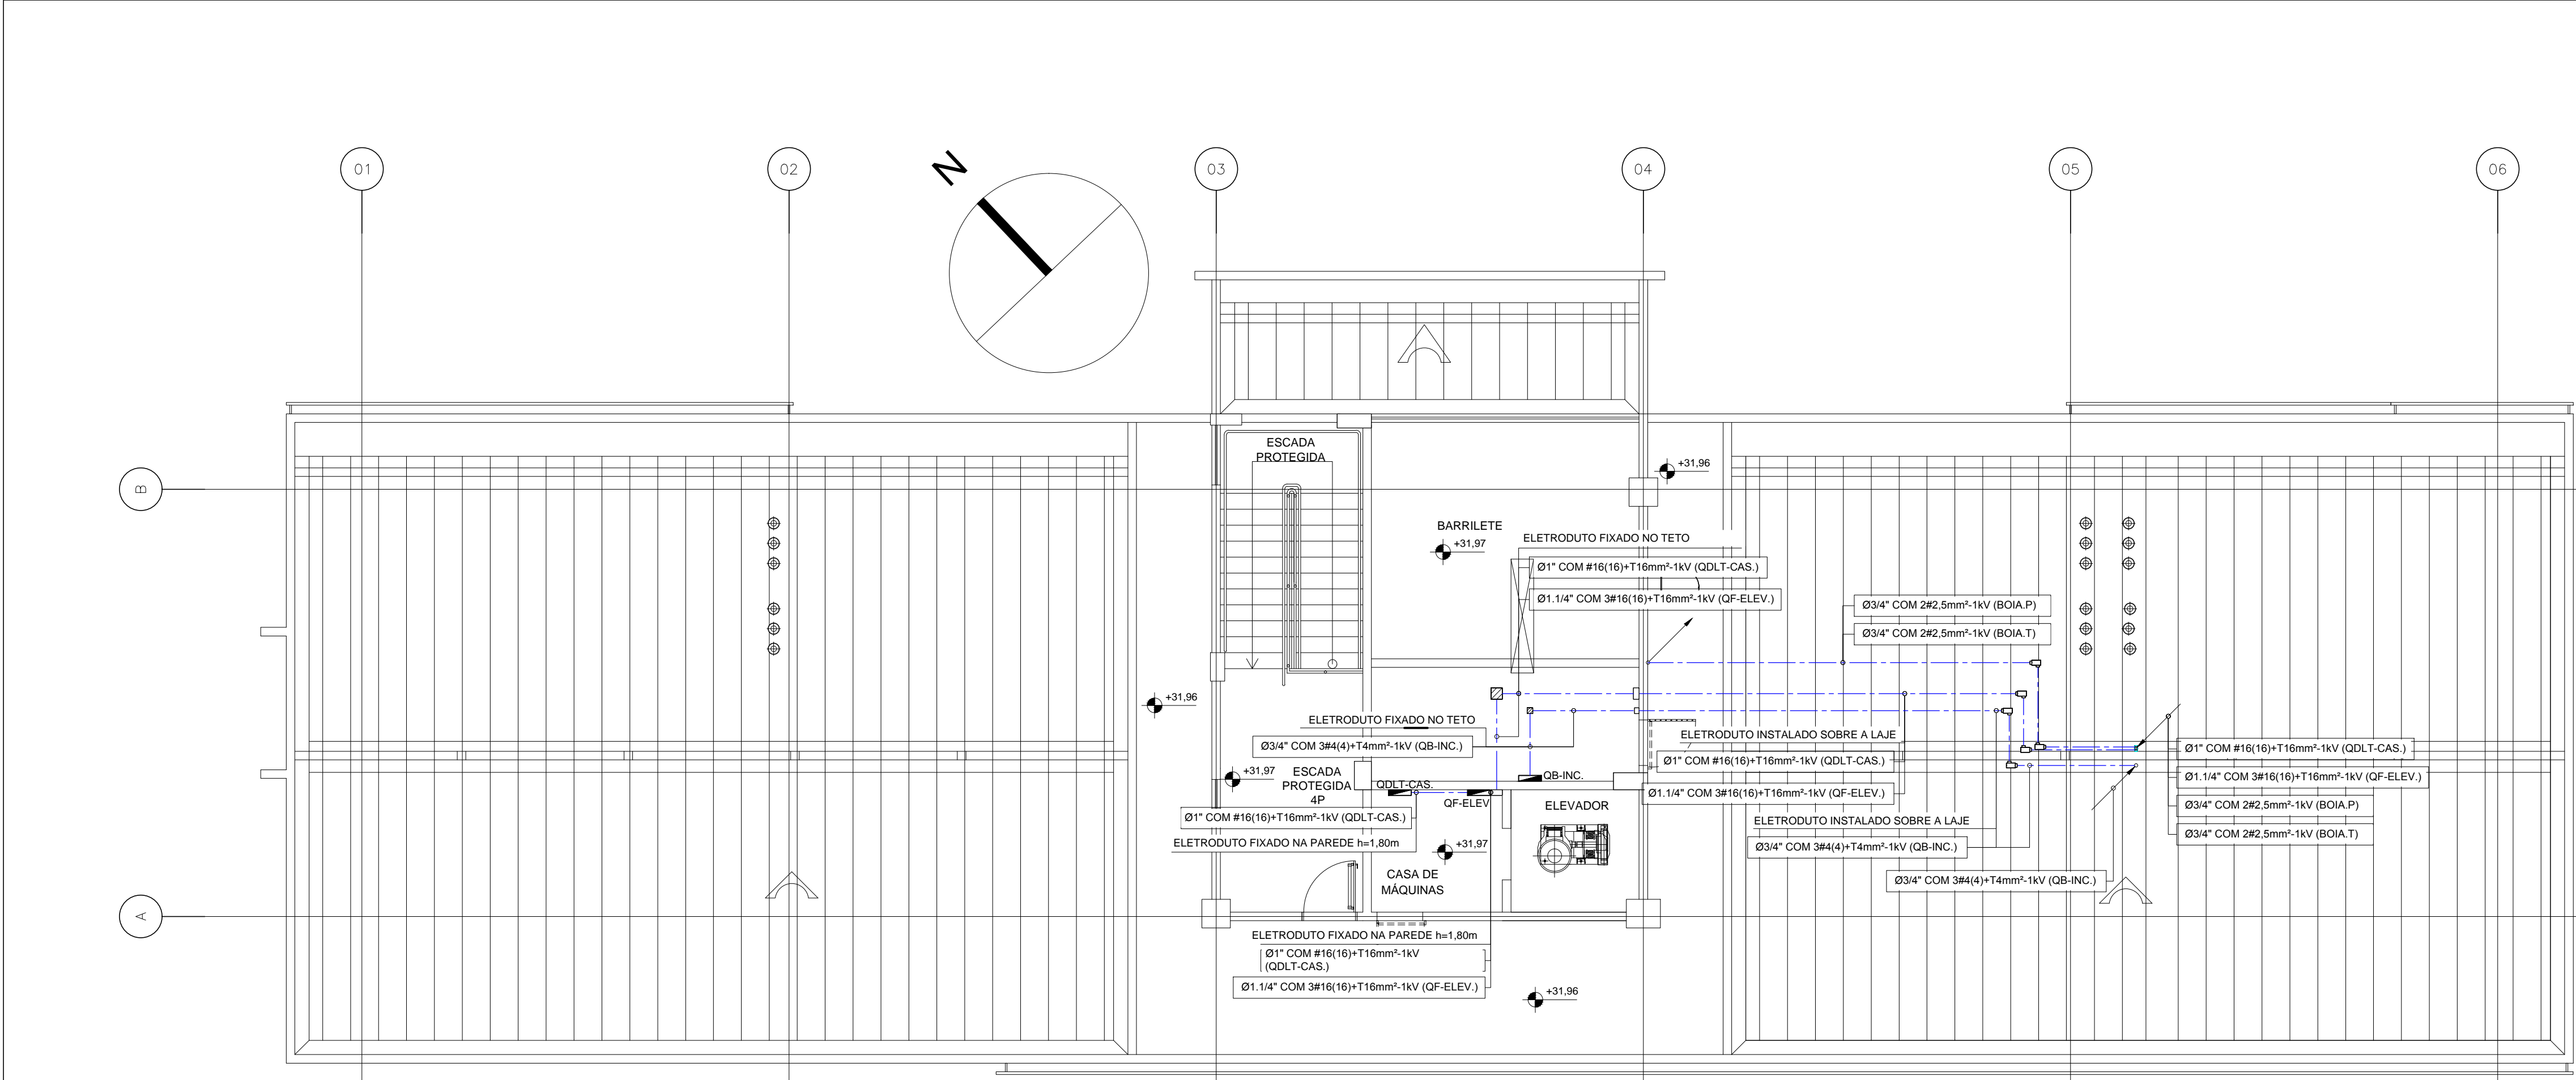 N
01
02
03
04
05
06
B
A
ESCADA
PROTEGIDA
+31,96
BARRILETE
+31,97
ELETRODUTO FIXADO NO TETO
Ø1" COM #16(16)+T16mm²-1kV (QDLT-CAS.)
Ø1.1/4" COM 3#16(16)+T16mm²-1kV (QF-ELEV.)
Ø3/4" COM 2#2,5mm²-1kV (BOIA.P)
Ø3/4" COM 2#2,5mm²-1kV (BOIA.T)
+31,96
ELETRODUTO FIXADO NO TETO
Ø3/4" COM 3#4(4)+T4mm²-1kV (QB-INC.)
ELETRODUTO INSTALADO SOBRE A LAJE
Ø1" COM #16(16)+T16mm²-1kV (QDLT-CAS.)
Ø1.1/4" COM 3#16(16)+T16mm²-1kV (QF-ELEV.)
Ø1" COM #16(16)+T16mm²-1kV (QDLT-CAS.)
Ø1.1/4" COM 3#16(16)+T16mm²-1kV (QF-ELEV.)
Ø3/4" COM 2#2,5mm²-1kV (BOIA.P)
Ø3/4" COM 2#2,5mm²-1kV (BOIA.T)
+31,97
ESCADA
PROTEGIDA
4P
QDLT-CAS.
QB-INC.
QF-ELEV
ELEVADOR
Ø1" COM #16(16)+T16mm²-1kV (QDLT-CAS.)
ELETRODUTO FIXADO NA PAREDE h=1,80m
+31,97
CASA DE
MÁQUINAS
ELETRODUTO INSTALADO SOBRE A LAJE
Ø3/4" COM 3#4(4)+T4mm²-1kV (QB-INC.)
Ø3/4" COM 3#4(4)+T4mm²-1kV (QB-INC.)
ELETRODUTO FIXADO NA PAREDE h=1,80m
Ø1" COM #16(16)+T16mm²-1kV
(QDLT-CAS.)
Ø1.1/4" COM 3#16(16)+T16mm²-1kV (QF-ELEV.)
+31,96